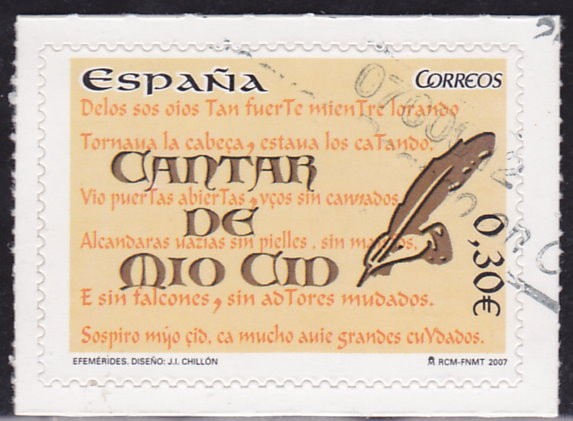 ESPAÑA CORREOS
Delos sos oios Tan fuerTe mienTre lorando
Tornaua la cabeça, estaua los caTando.
CANTAR
Vio puerTas abierTas, vços sin cannados
DE
Alcandaras uazias sin pielles, sin mantos
MIO CID
0,30€
E sin falcones, sin adTores mudados.
Sospiro myo çid, ca mucho auie grandes cuydados.
EFEMÉRIDES. DISEÑO: J.I. CHILLÓN RCM-FNMT 2007